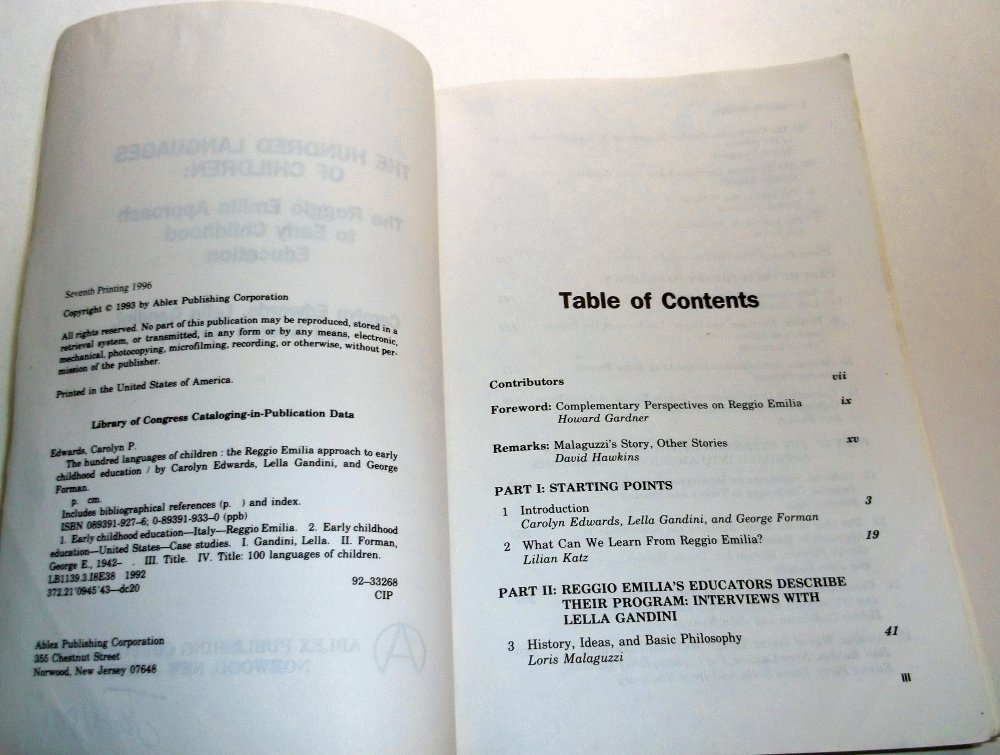 Seventh Printing 1996
Copyright © 1993 by Ablex Publishing Corporation
All rights reserved. No part of this publication may be reproduced, stored in a
retrieval system, or transmitted, in any form or by any means, electronic,
mechanical, photocopying, microfilming, recording, or otherwise, without per-
mission of the publisher.
Printed in the United States of America.
Library of Congress Cataloging-in-Publication Data
Edwards, Carolyn P.
The hundred languages of children : the Reggio Emilia approach to early
childhood education / by Carolyn Edwards, Lella Gandini, and George
Forman.
p. cm.
Includes bibliographical references (p. ) and index.
ISBN 089391-927-6; 0-89391-933-0 (ppb)
1. Early childhood education—Italy—Reggio Emilia. 2. Early childhood
education—United States—Case studies. I. Gandini, Lella. II. Forman,
George E., 1942- . III. Title. IV. Title: 100 languages of children.
LB1139.3.I8E38 1992
372.21'0945'43—dc20 92-33268
CIP
Ablex Publishing Corporation
355 Chestnut Street
Norwood, New Jersey 07648
Table of Contents
Contributors vii
Foreword: Complementary Perspectives on Reggio Emilia ix
Howard Gardner
Remarks: Malaguzzi's Story, Other Stories xv
David Hawkins
PART I: STARTING POINTS
1 Introduction 3
Carolyn Edwards, Lella Gandini, and George Forman
2 What Can We Learn From Reggio Emilia? 19
Lilian Katz
PART II: REGGIO EMILIA'S EDUCATORS DESCRIBE
THEIR PROGRAM: INTERVIEWS WITH
LELLA GANDINI
3 History, Ideas, and Basic Philosophy 41
Loris Malaguzzi
iii